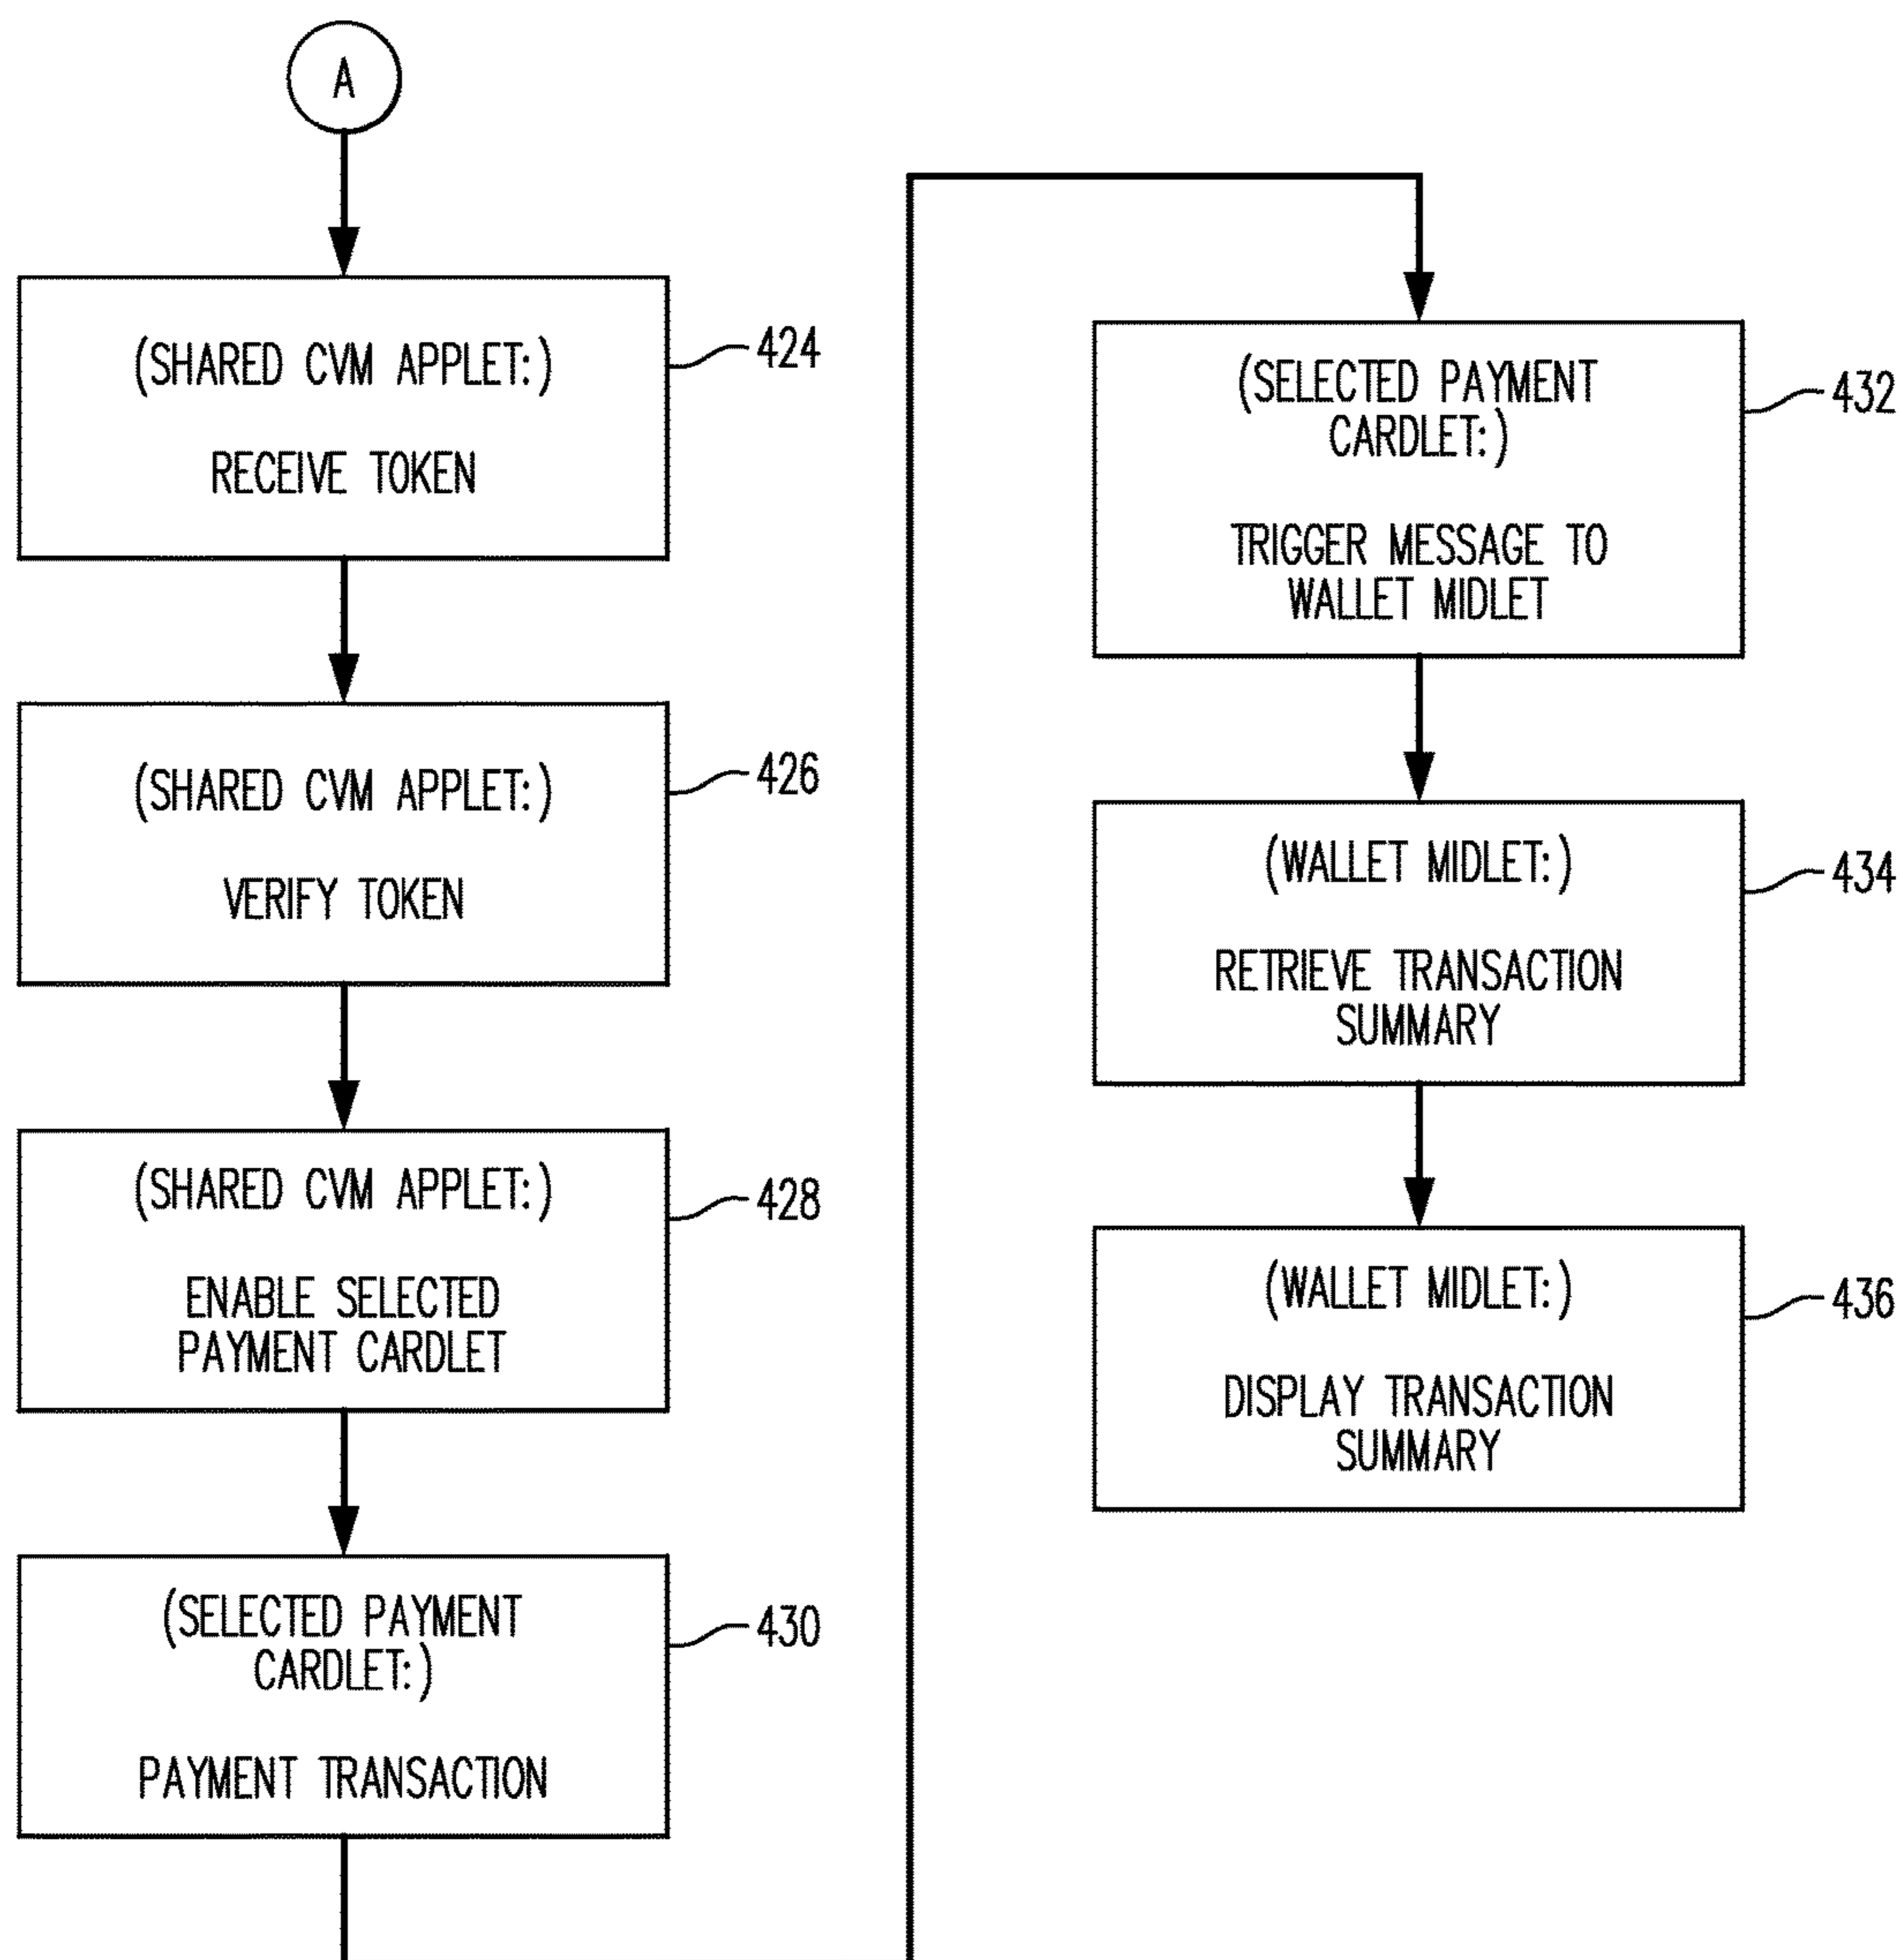 A
(SHARED CVM APPLET:)
RECEIVE TOKEN
424
(SHARED CVM APPLET:)
VERIFY TOKEN
426
(SHARED CVM APPLET:)
ENABLE SELECTED
PAYMENT CARDLET
428
(SELECTED PAYMENT
CARDLET:)
PAYMENT TRANSACTION
430
(SELECTED PAYMENT
CARDLET:)
TRIGGER MESSAGE TO
WALLET MIDLET
432
(WALLET MIDLET:)
RETRIEVE TRANSACTION
SUMMARY
434
(WALLET MIDLET:)
DISPLAY TRANSACTION
SUMMARY
436